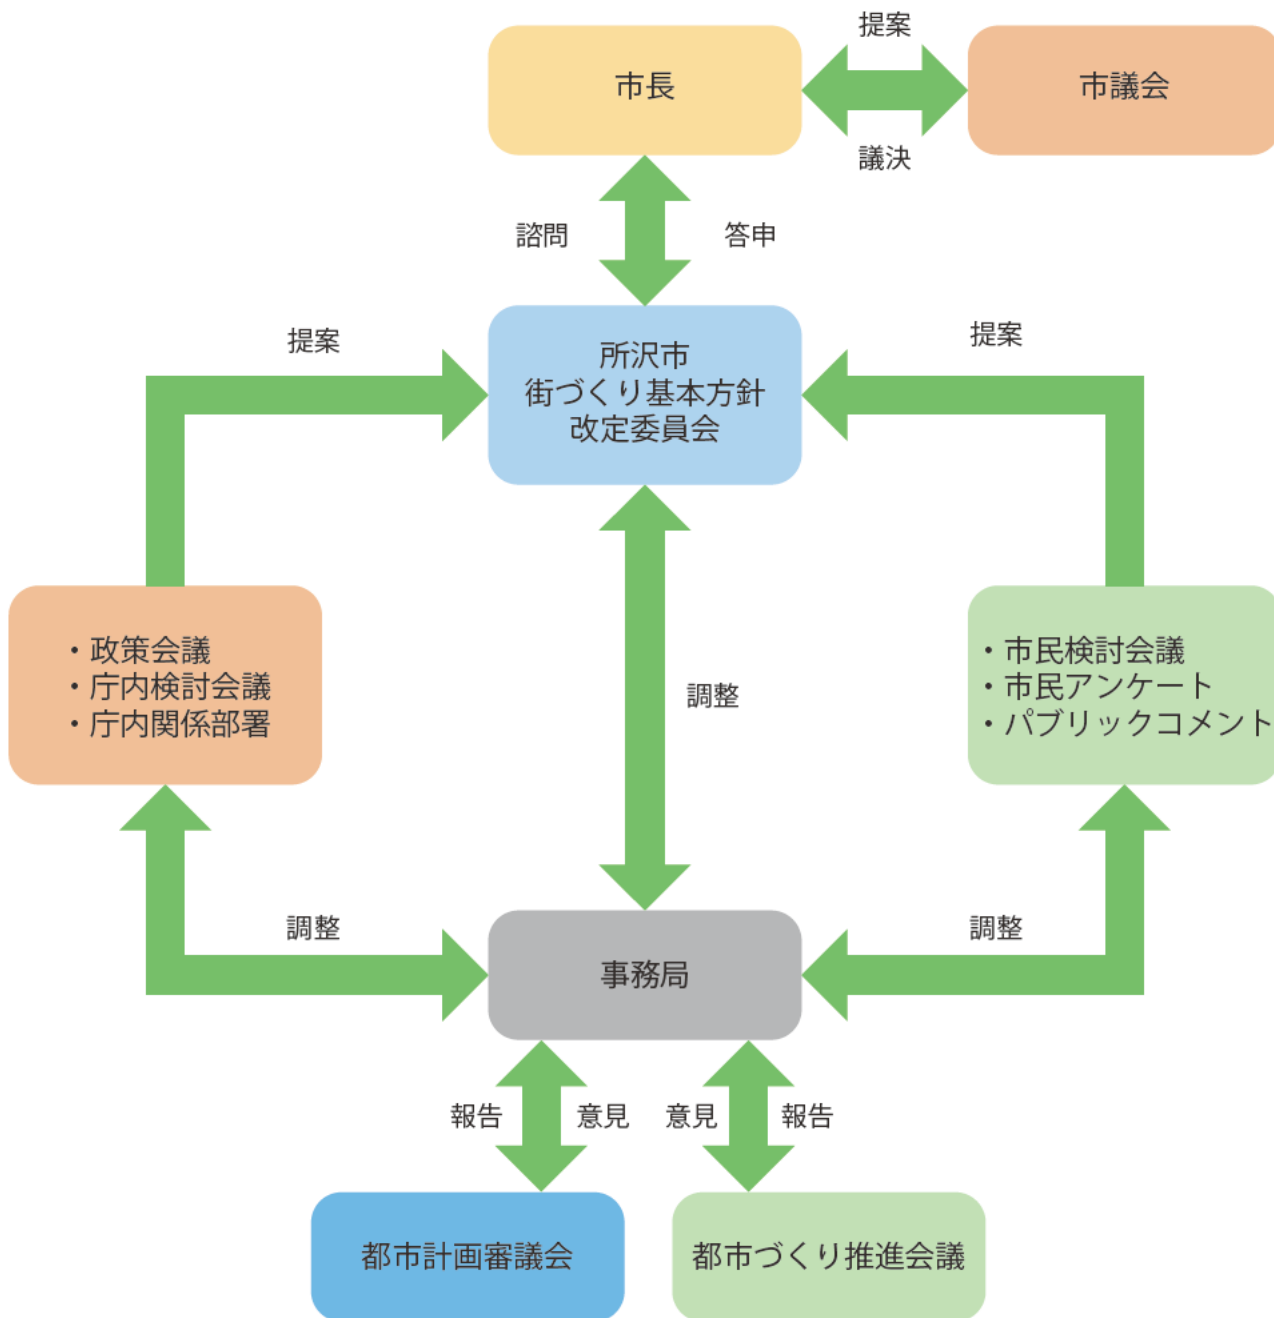 提案
市長
市議会
議決
諮問
答申
提案
所沢市
街づくり基本方針
改定委員会
提案
・政策会議
・庁内検討会議
・庁内関係部署
調整
・市民検討会議
・市民アンケート
・パブリックコメント
調整
事務局
調整
報告
意見
意見
報告
都市計画審議会
都市づくり推進会議